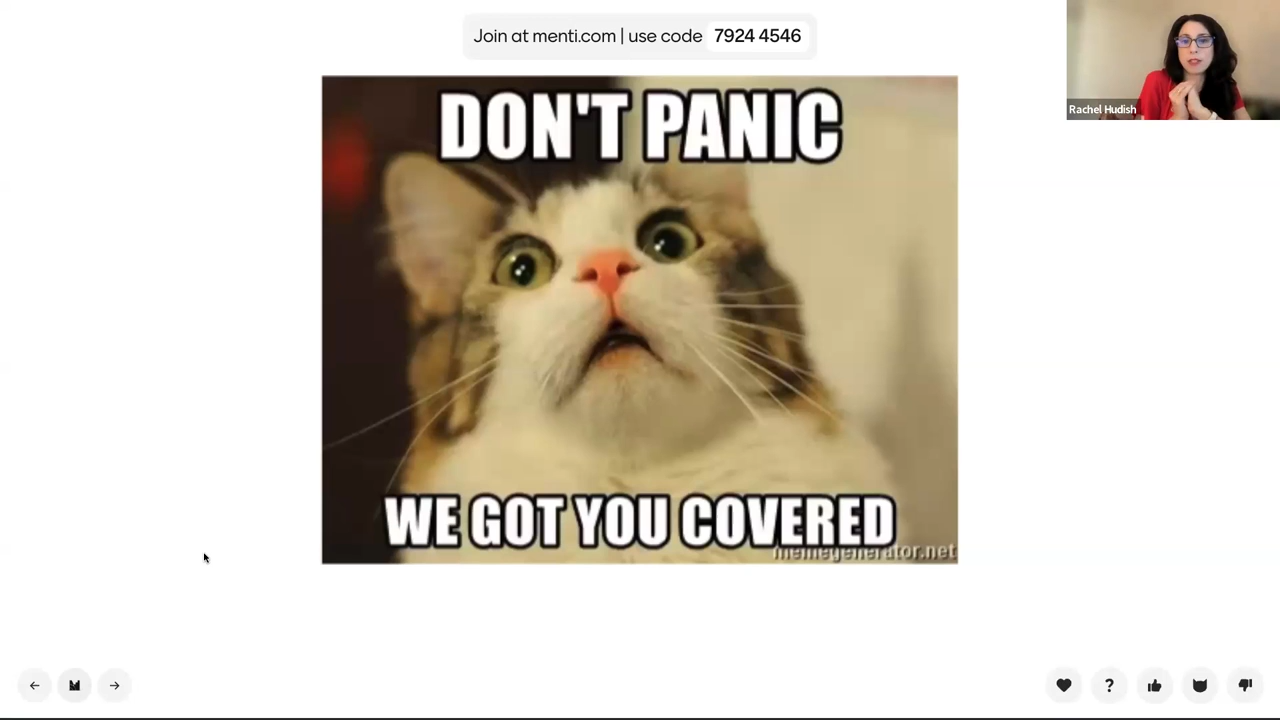 Join at menti.com | use code 7924 4546
Rachel Hudish
DON'T PANIC
WE GOT YOU COVERED
memegenerator.net